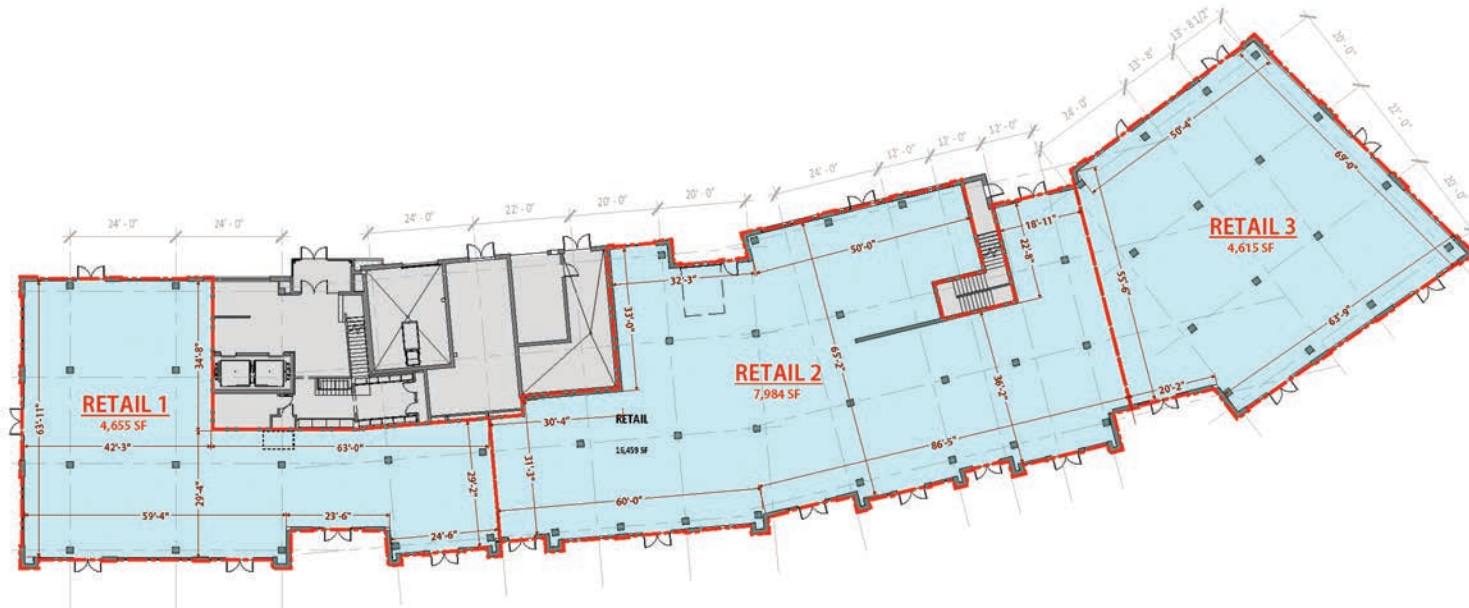 13' - 8 1/2"
13' - 8"
24' - 0"
20' - 0"
22' - 0"
20' - 0"
12' - 0"
12' - 0"
24' - 0"
20' - 0"
20' - 0"
22' - 0"
24' - 0"
24' - 0"
24' - 0"
50'-4"
69'-0"
RETAIL 3
4,615 SF
18'-11"
22'-8"
50'-0"
32'-3"
33'-0"
55'-6"
63'-9"
65'-2"
34'-8"
RETAIL 2
7,984 SF
36'-2"
20'-2"
RETAIL 1
4,655 SF
63'-11"
RETAIL
16,459 SF
30'-4"
42'-3"
63'-0"
86'-5"
29'-4"
29'-2"
31'-3"
60'-0"
59'-4"
23'-6"
24'-6"